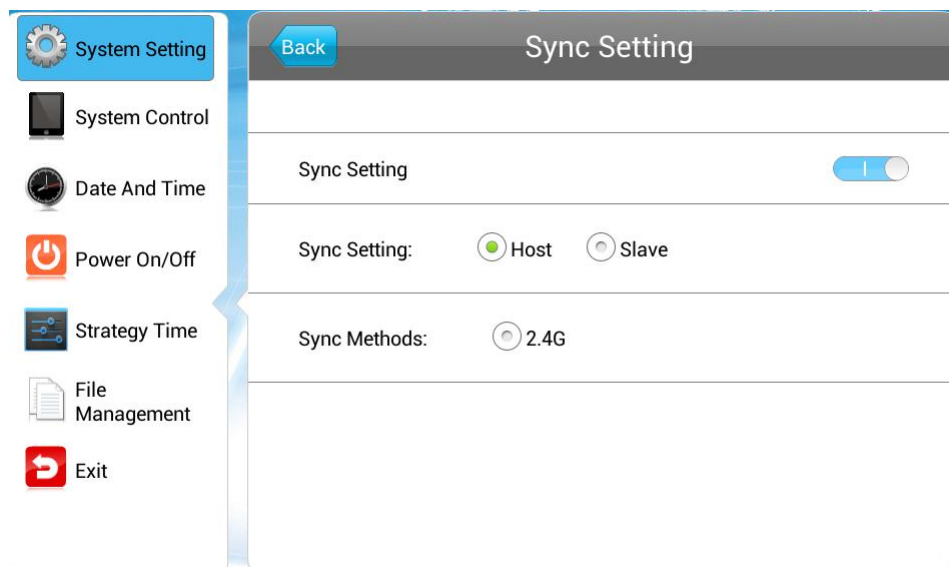 System Setting
System Control
Date And Time
Power On/Off
Strategy Time
File
Management
Exit
Back
Sync Setting
Sync Setting
Sync Setting: Host Slave
Sync Methods: 2.4G